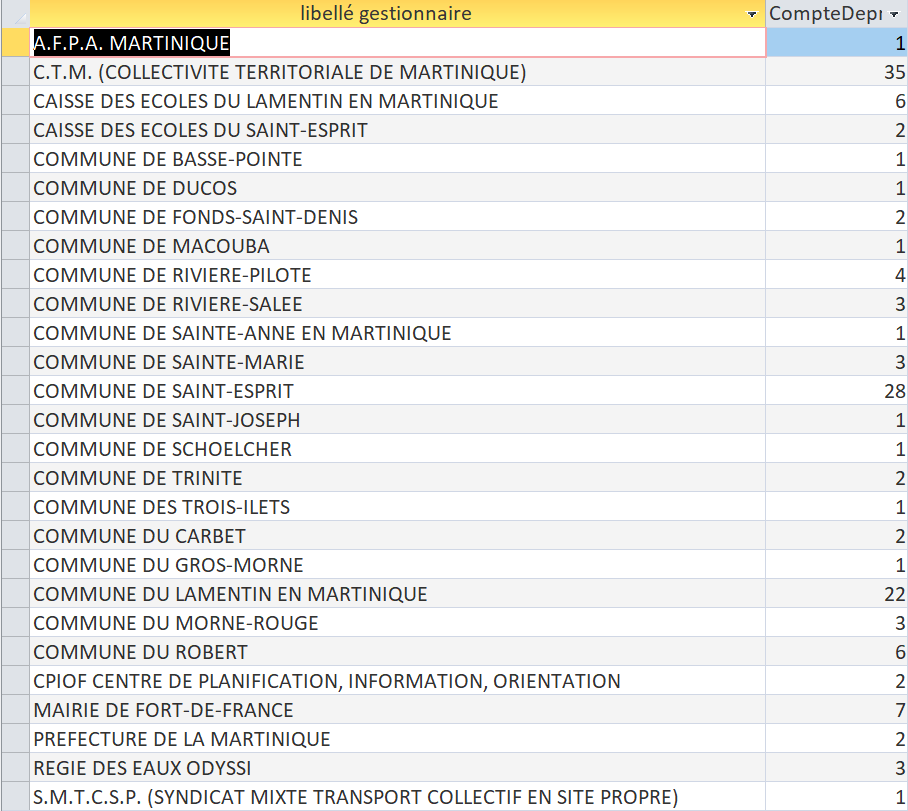 libellé gestionnaire CompteDepr
A.F.P.A. MARTINIQUE 1
C.T.M. (COLLECTIVITE TERRITORIALE DE MARTINIQUE) 35
CAISSE DES ECOLES DU LAMENTIN EN MARTINIQUE 6
CAISSE DES ECOLES DU SAINT-ESPRIT 2
COMMUNE DE BASSE-POINTE 1
COMMUNE DE DUCOS 1
COMMUNE DE FONDS-SAINT-DENIS 2
COMMUNE DE MACOUBA 1
COMMUNE DE RIVIERE-PILOTE 4
COMMUNE DE RIVIERE-SALEE 3
COMMUNE DE SAINTE-ANNE EN MARTINIQUE 1
COMMUNE DE SAINTE-MARIE 3
COMMUNE DE SAINT-ESPRIT 28
COMMUNE DE SAINT-JOSEPH 1
COMMUNE DE SCHOELCHER 1
COMMUNE DE TRINITE 2
COMMUNE DES TROIS-ILETS 1
COMMUNE DU CARBET 2
COMMUNE DU GROS-MORNE 1
COMMUNE DU LAMENTIN EN MARTINIQUE 22
COMMUNE DU MORNE-ROUGE 3
COMMUNE DU ROBERT 6
CPIOF CENTRE DE PLANIFICATION, INFORMATION, ORIENTATION 2
MAIRIE DE FORT-DE-FRANCE 7
PREFECTURE DE LA MARTINIQUE 2
REGIE DES EAUX ODYSSI 3
S.M.T.C.S.P. (SYNDICAT MIXTE TRANSPORT COLLECTIF EN SITE PROPRE) 1